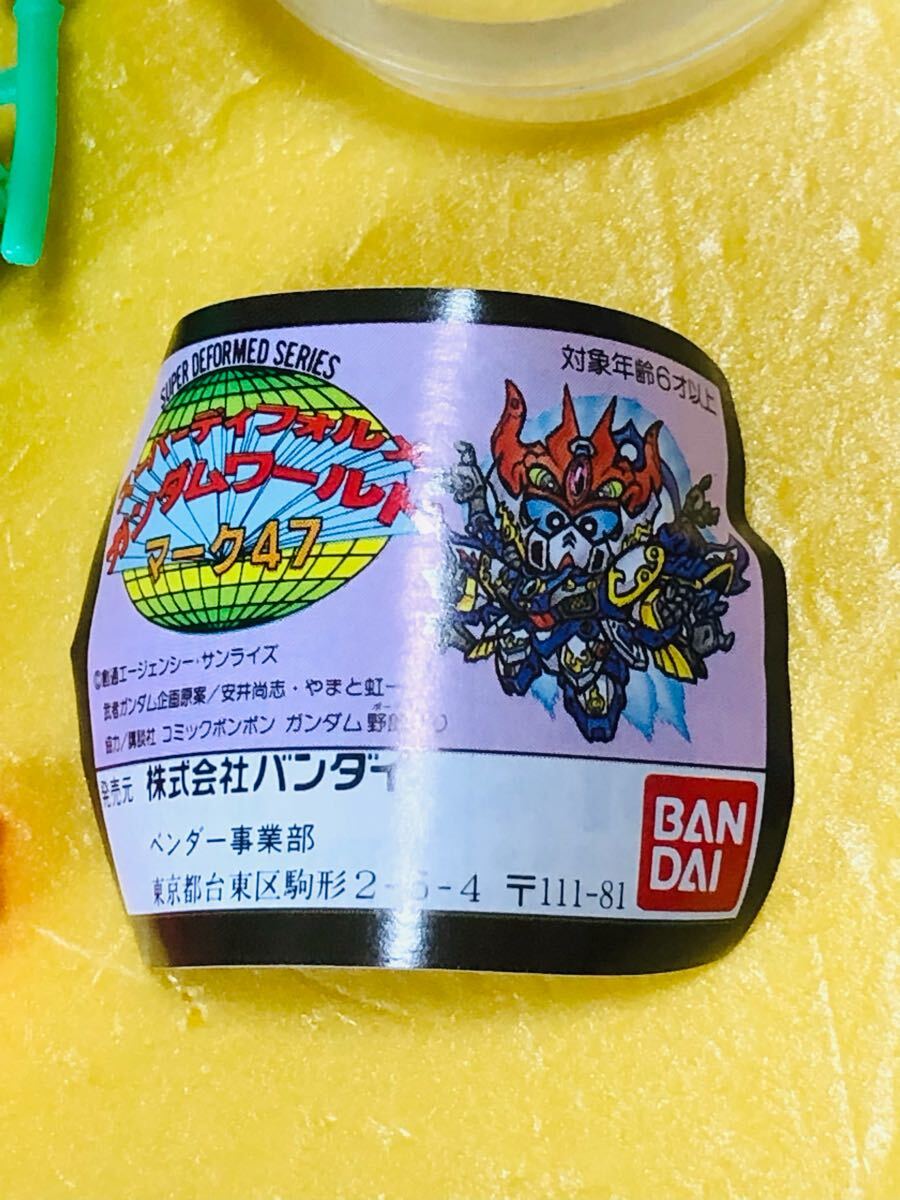 SUPER DEFORMED SERIES
スーパーディフォルメ
ガンダムワールド
マーク47
対象年齢6才以上
©創通エージェンシー・サンライズ
武者ガンダム企画原案/安井尚志・やまと虹一
協力/講談社 コミックボンボン ガンダム野郎
発売元 株式会社バンダイ
ベンダー事業部
東京都台東区駒形2-5-4 〒111-81
BAN
DAI